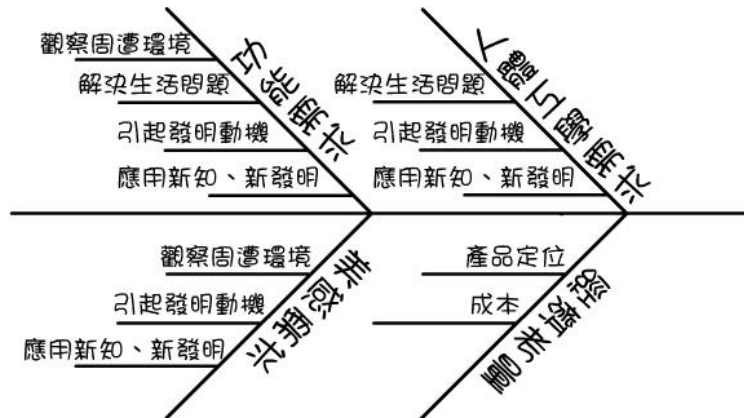 功能需求
觀察周遭環境
解決生活問題
引起發明動機
應用新知、新發明
人體工學需求
解決生活問題
引起發明動機
應用新知、新發明
美感需求
觀察周遭環境
引起發明動機
應用新知、新發明
經濟考量
產品定位
成本